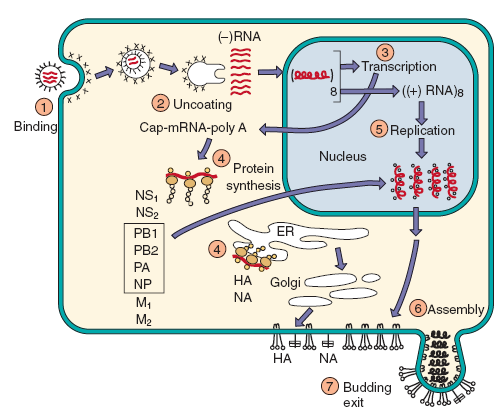 (–)RNA
3
Transcription
8
((+) RNA)8
1
Binding
2 Uncoating
Cap-mRNA-poly A
5 Replication
Nucleus
4
Protein
synthesis
NS1
NS2
PB1
PB2
PA
NP
M1
M2
4
ER
HA
NA
Golgi
6 Assembly
HA
NA
7 Budding
exit